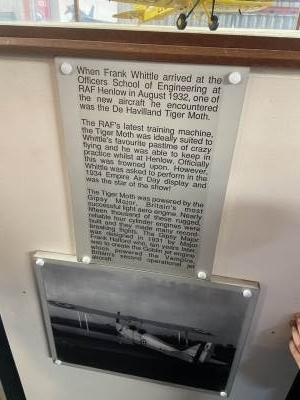 When Frank Whittle arrived at the
Officers School of Engineering at
RAF Henlow in August 1932, one of
the new aircraft he encountered
was the De Havilland Tiger Moth.
The RAF's latest training machine,
the Tiger Moth was ideally suited to
Whittle's favourite pastime of crazy
flying and he was able to keep in
practice whilst at Henlow. Officially
this was frowned upon. However,
Whittle was asked to perform in the
1934 Empire Air Day display and
was the star of the show!
The Tiger Moth was powered by the
Gipsy Major, Britain's most
successful light aero engine. Nearly
fifteen thousand of these rugged,
reliable four cylinder engines were
built and they made many record-
breaking flights. The Gipsy Major
was designed in 1931 by Major
Frank Halford who, ten years later,
was to create the Goblin jet engine
which powered the Vampire,
Britain's second operational jet
aircraft.